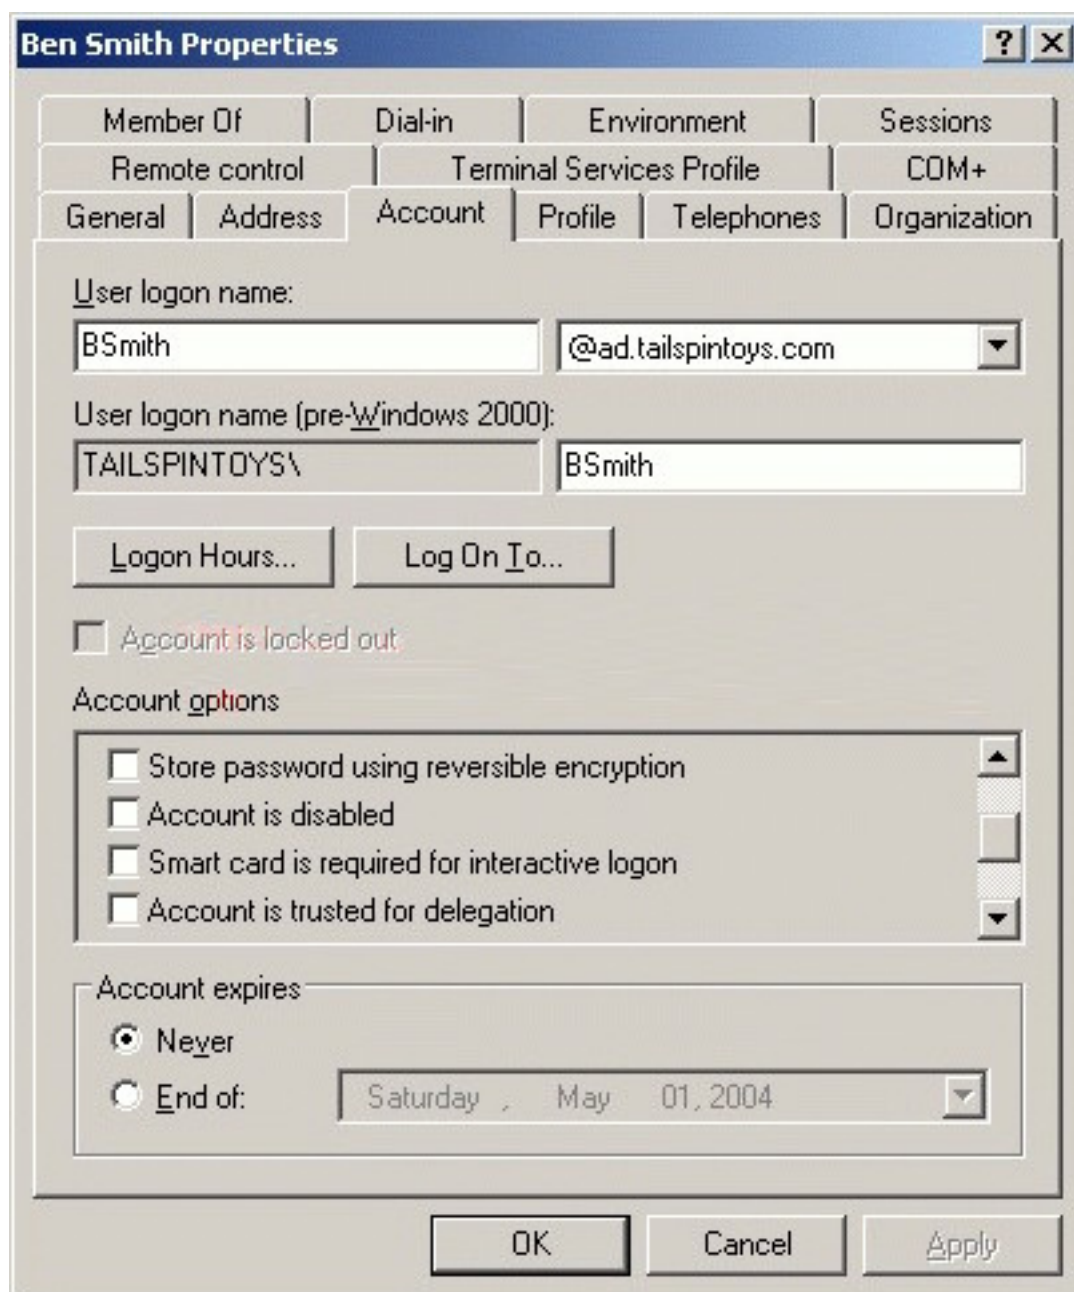 Ben Smith Properties
Member Of Dial-in Environment Sessions
Remote control Terminal Services Profile COM+
General Address Account Profile Telephones Organization
User logon name:
BSmith @ad.tailspintoys.com
User logon name (pre-Windows 2000):
TAILSPINTOYS\ BSmith
Logon Hours... Log On To...
Account is locked out
Account options
Store password using reversible encryption
Account is disabled
Smart card is required for interactive logon
Account is trusted for delegation
Account expires
Never
End of: Saturday , May 01, 2004
OK Cancel Apply